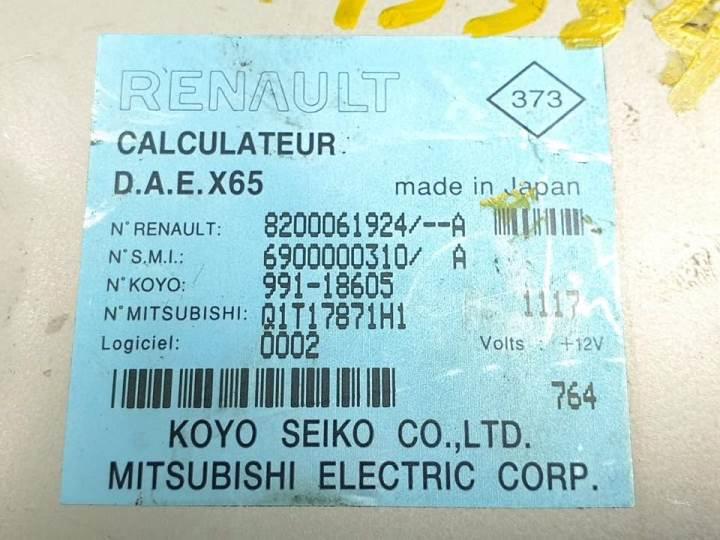 RENAULT
373
CALCULATEUR
D.A.E.X65 made in Japan
N° RENAULT: 8200061924/--A
N° S.M.I.: 6900000310/ A
N° KOYO: 991-18605
N° MITSUBISHI: Q1T17871H1 1117
Logiciel: 0002 Volts : +12V
764
KOYO SEIKO CO.,LTD.
MITSUBISHI ELECTRIC CORP.